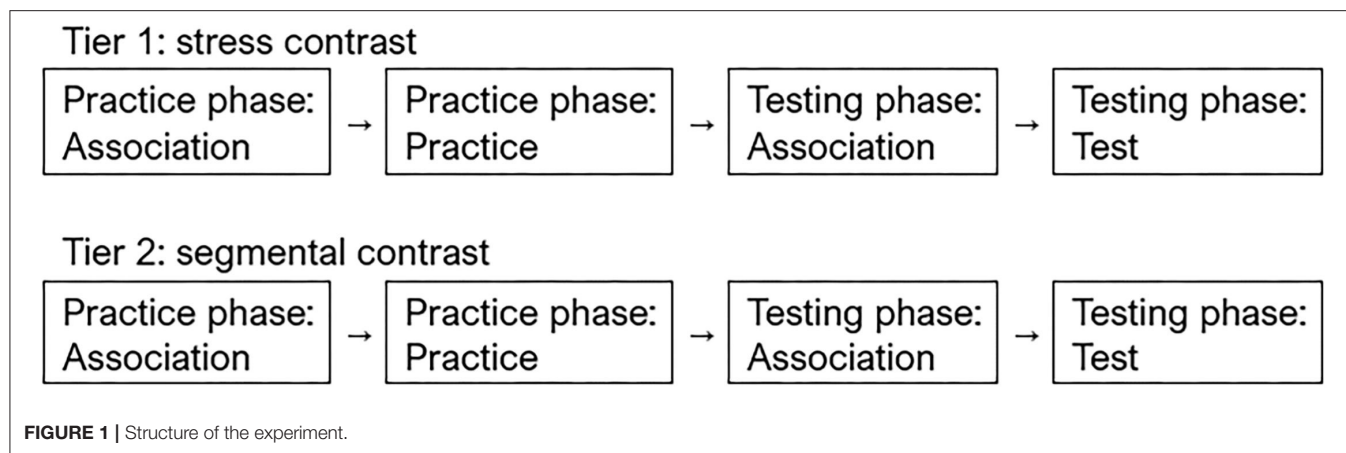 Tier 1: stress contrast
Practice phase:
Association
→
Practice phase:
Practice
→
Testing phase:
Association
→
Testing phase:
Test
Tier 2: segmental contrast
Practice phase:
Association
→
Practice phase:
Practice
→
Testing phase:
Association
→
Testing phase:
Test
FIGURE 1 | Structure of the experiment.